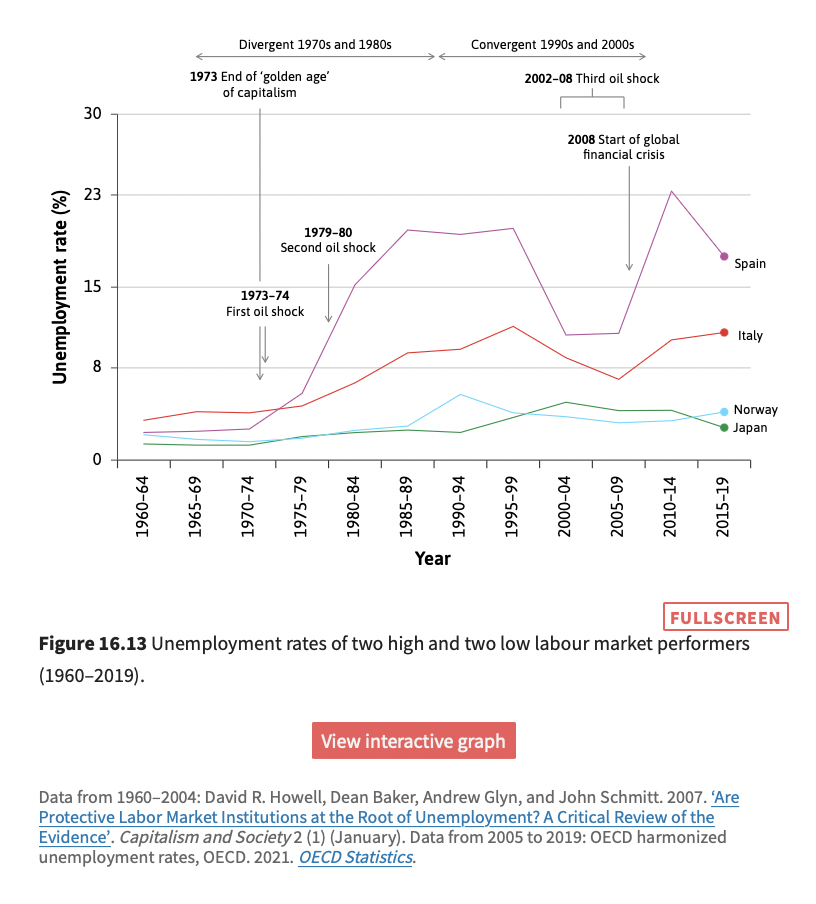 Divergent 1970s and 1980s
Convergent 1990s and 2000s
1973 End of ‘golden age’
of capitalism
2002–08 Third oil shock
2008 Start of global
financial crisis
1979–80
Second oil shock
1973–74
First oil shock
Unemployment rate (%)
30
23
15
8
0
Spain
Italy
Norway
Japan
1960–64
1965–69
1970–74
1975–79
1980–84
1985–89
1990–94
1995–99
2000–04
2005–09
2010–14
2015–19
Year
FULLSCREEN
Figure 16.13 Unemployment rates of two high and two low labour market performers
(1960–2019).
View interactive graph
Data from 1960–2004: David R. Howell, Dean Baker, Andrew Glyn, and John Schmitt. 2007. ‘Are
Protective Labor Market Institutions at the Root of Unemployment? A Critical Review of the
Evidence’. Capitalism and Society 2 (1) (January). Data from 2005 to 2019: OECD harmonized
unemployment rates, OECD. 2021. OECD Statistics.